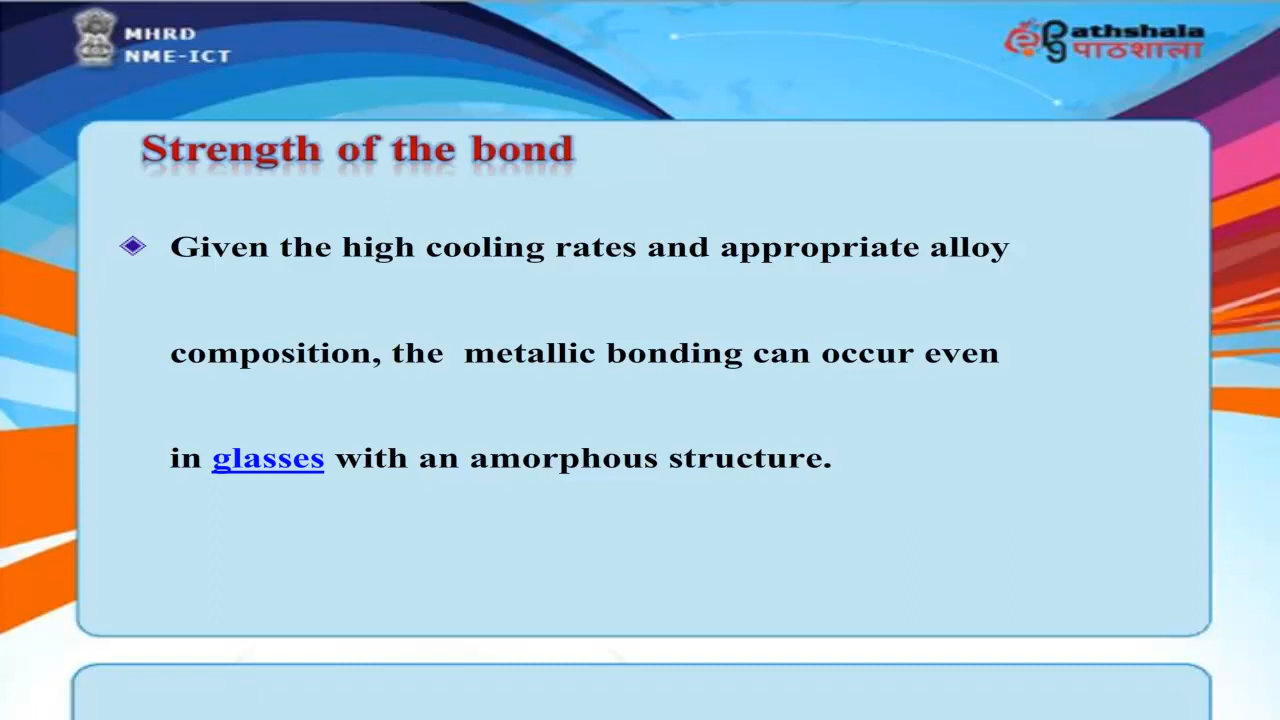 MHRD
NME-ICT
athshala
पाठशाला
Strength of the bond
Given the high cooling rates and appropriate alloy
composition, the  metallic bonding can occur even
in glasses with an amorphous structure.